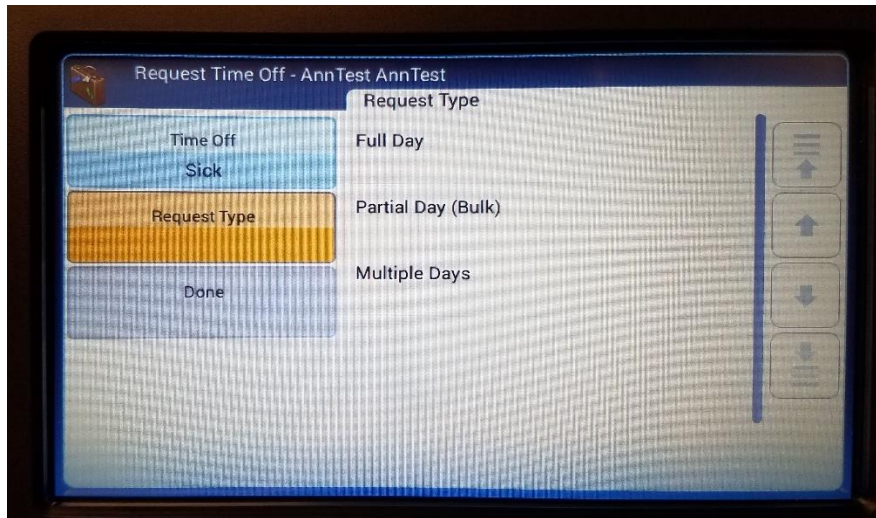 Request Time Off - AnnTest AnnTest
Request Type
Time Off
Sick
Request Type
Done
Full Day
Partial Day (Bulk)
Multiple Days